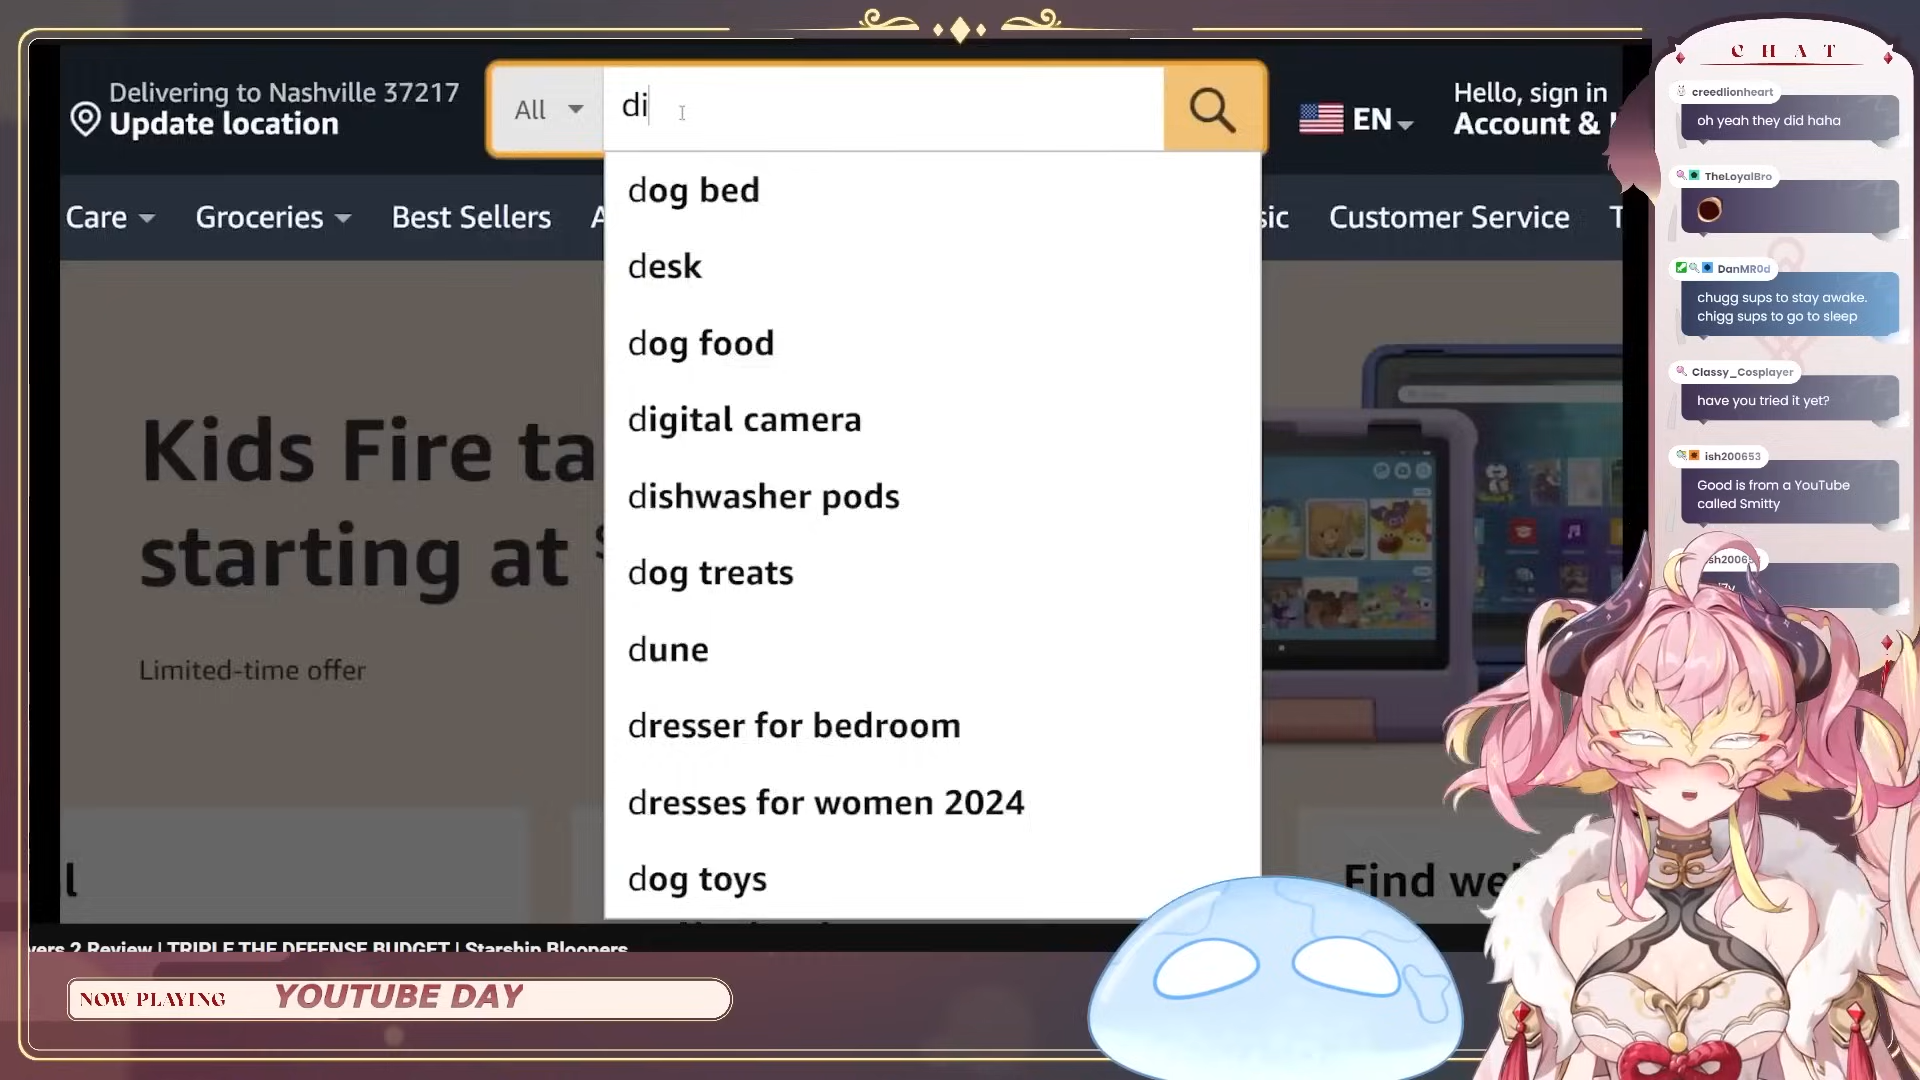 Delivering to Nashville 37217
Update location
All
di
EN
Hello, sign in
Account &
Care
Groceries
Best Sellers
Customer Service
dog bed
desk
dog food
digital camera
dishwasher pods
dog treats
dune
dresser for bedroom
dresses for women 2024
dog toys
Kids Fire ta
starting at
Limited-time offer
Find we
vers 2 Review | TRIPLE THE DEFENSE BUDGET | Starship Bloopers
NOW PLAYING
YOUTUBE DAY
CHAT
creedlionheart
oh yeah they did haha
TheLoyalBro
DanMR0d
chugg sups to stay awake.
chigg sups to go to sleep
Classy_Cosplayer
have you tried it yet?
ish200653
Good is from a YouTube
called Smitty